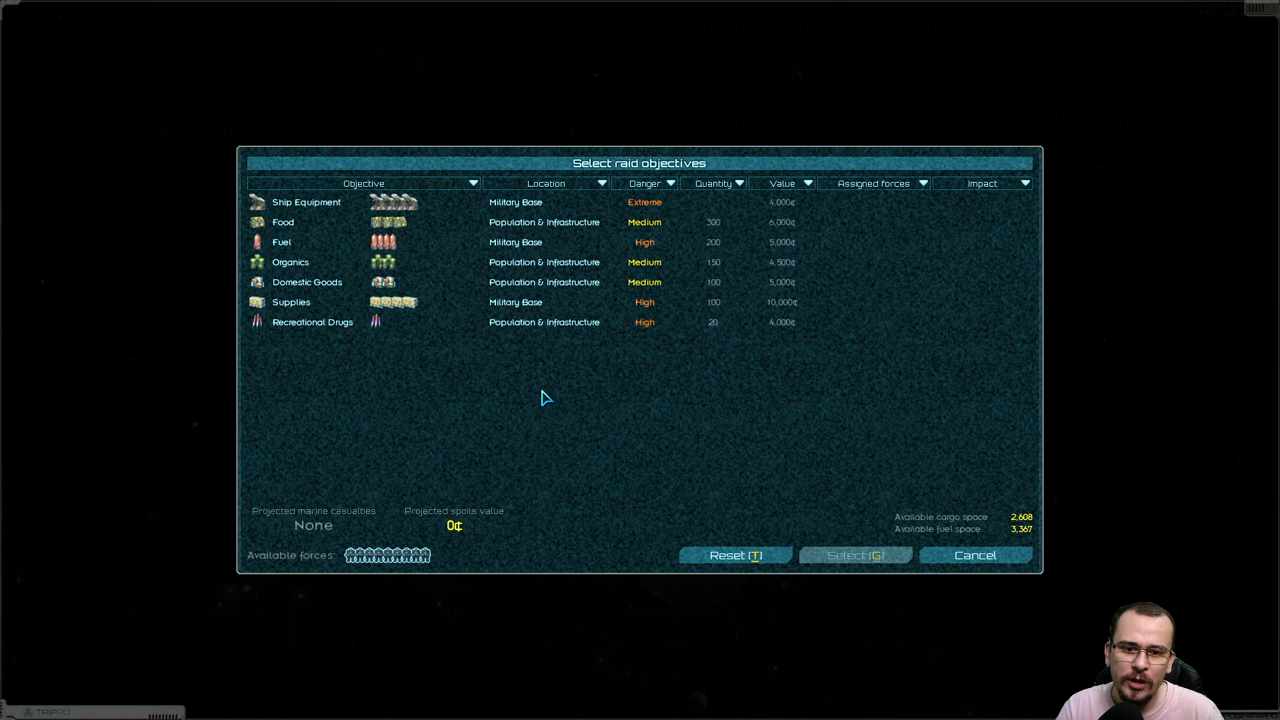 Select raid objectives
Objective Location Danger Quantity Value Assigned forces Impact
Ship Equipment Military Base Extreme 4,000¢
Food Population & Infrastructure Medium 300 6,000¢
Fuel Military Base High 200 5,000¢
Organics Population & Infrastructure Medium 150 4,500¢
Domestic Goods Population & Infrastructure Medium 100 5,000¢
Supplies Military Base High 100 10,000¢
Recreational Drugs Population & Infrastructure High 20 4,000¢
Projected marine casualties Projected spoils value
None 0¢
Available cargo space 2,608
Available fuel space 3,367
Available forces: Reset [T] Select [G] Cancel